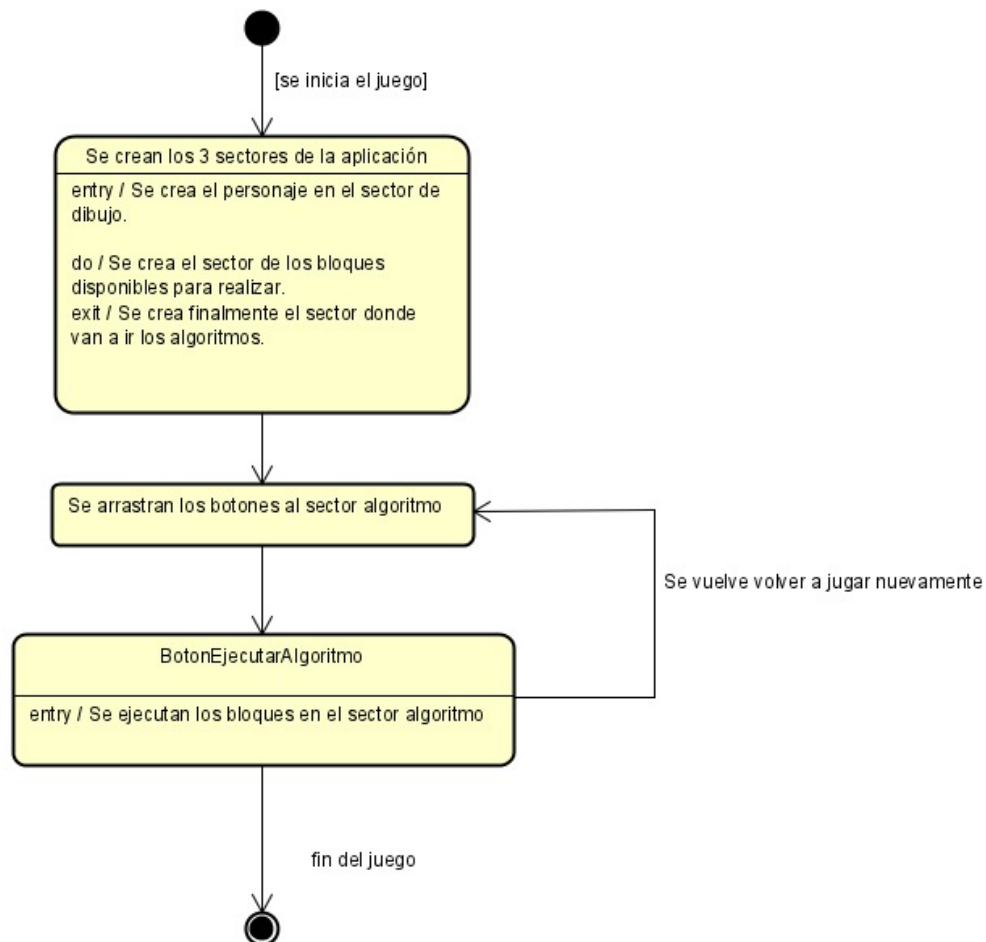 [se inicia el juego]
Se crean los 3 sectores de la aplicación
entry / Se crea el personaje en el sector de
dibujo.
do / Se crea el sector de los bloques
disponibles para realizar.
exit / Se crea finalmente el sector donde
van a ir los algoritmos.
Se arrastran los botones al sector algoritmo
Se vuelve volver a jugar nuevamente
BotonEjecutarAlgoritmo
entry / Se ejecutan los bloques en el sector algoritmo
fin del juego